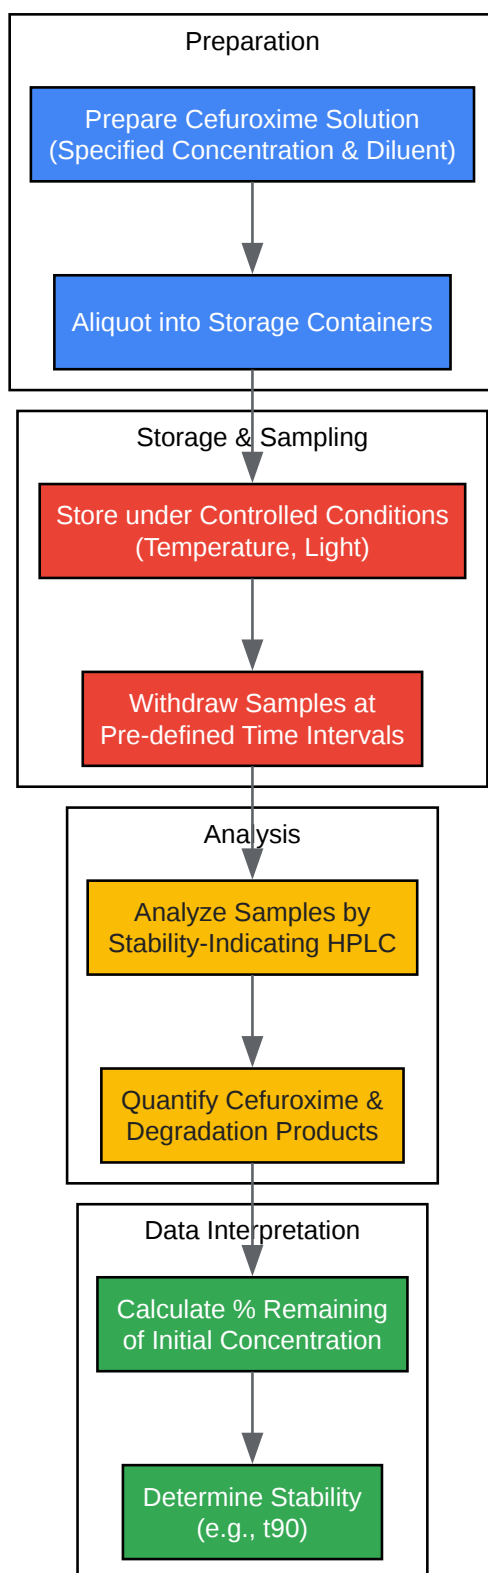 Preparation
Prepare Cefuroxime Solution
(Specified Concentration & Diluent)
Aliquot into Storage Containers
Storage & Sampling
Store under Controlled Conditions
(Temperature, Light)
Withdraw Samples at
Pre-defined Time Intervals
Analysis
Analyze Samples by
Stability-Indicating HPLC
Quantify Cefuroxime &
Degradation Products
Data Interpretation
Calculate % Remaining
of Initial Concentration
Determine Stability
(e.g., t90)